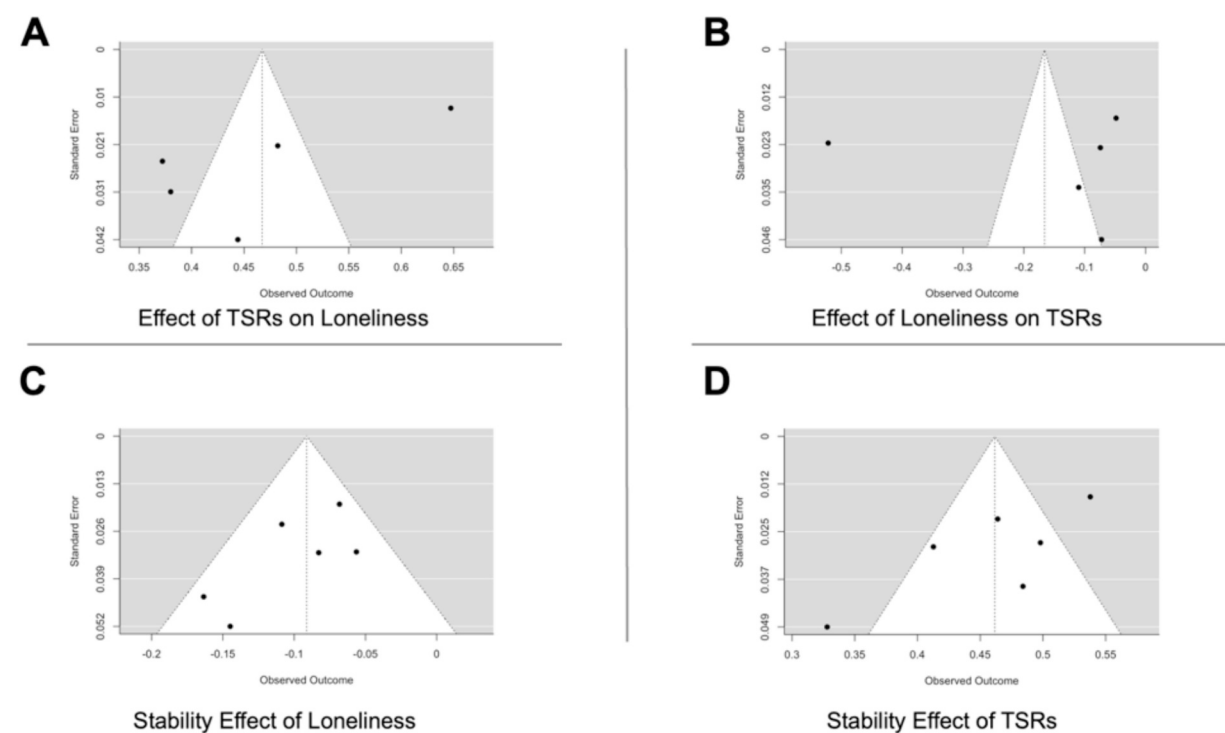 A
0
0.01
0.021
0.031
0.042
Standard Error
0.35
0.4
0.45
0.5
0.55
0.6
0.65
Observed Outcome
Effect of TSRs on Loneliness
B
0
0.012
0.023
0.035
0.046
Standard Error
-0.5
-0.4
-0.3
-0.2
-0.1
0
Observed Outcome
Effect of Loneliness on TSRs
C
0
0.013
0.026
0.039
0.052
Standard Error
-0.2
-0.15
-0.1
-0.05
0
Observed Outcome
Stability Effect of Loneliness
D
0
0.012
0.025
0.037
0.049
Standard Error
0.3
0.35
0.4
0.45
0.5
0.55
Observed Outcome
Stability Effect of TSRs